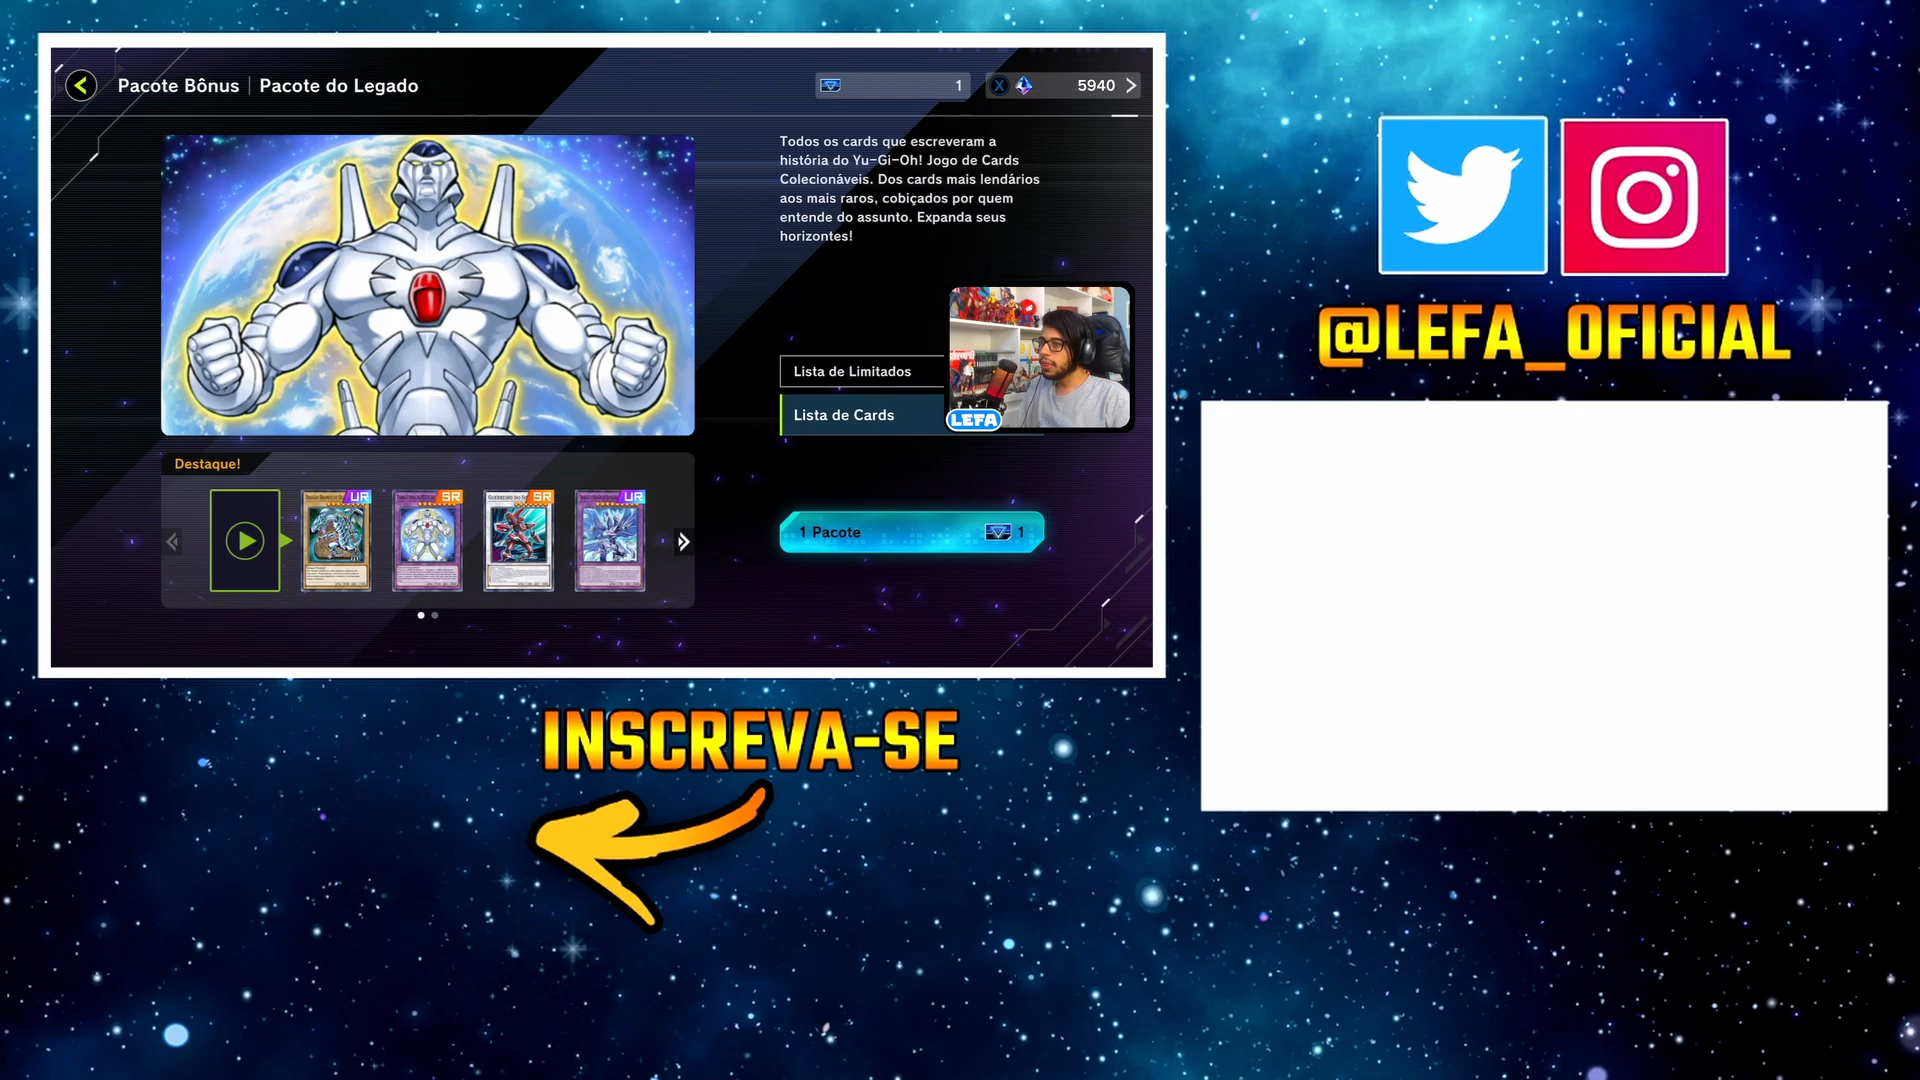 Pacote Bônus | Pacote do Legado
1
5940
Todos os cards que escreveram a
história do Yu-Gi-Oh! Jogo de Cards
Colecionáveis. Dos cards mais lendários
aos mais raros, cobiçados por quem
entende do assunto. Expanda seus
horizontes!
Lista de Limitados
Lista de Cards
LEFA
Destaque!
UR
SR
SR
UR
1 Pacote
1
@LEFA_OFICIAL
INSCREVA-SE